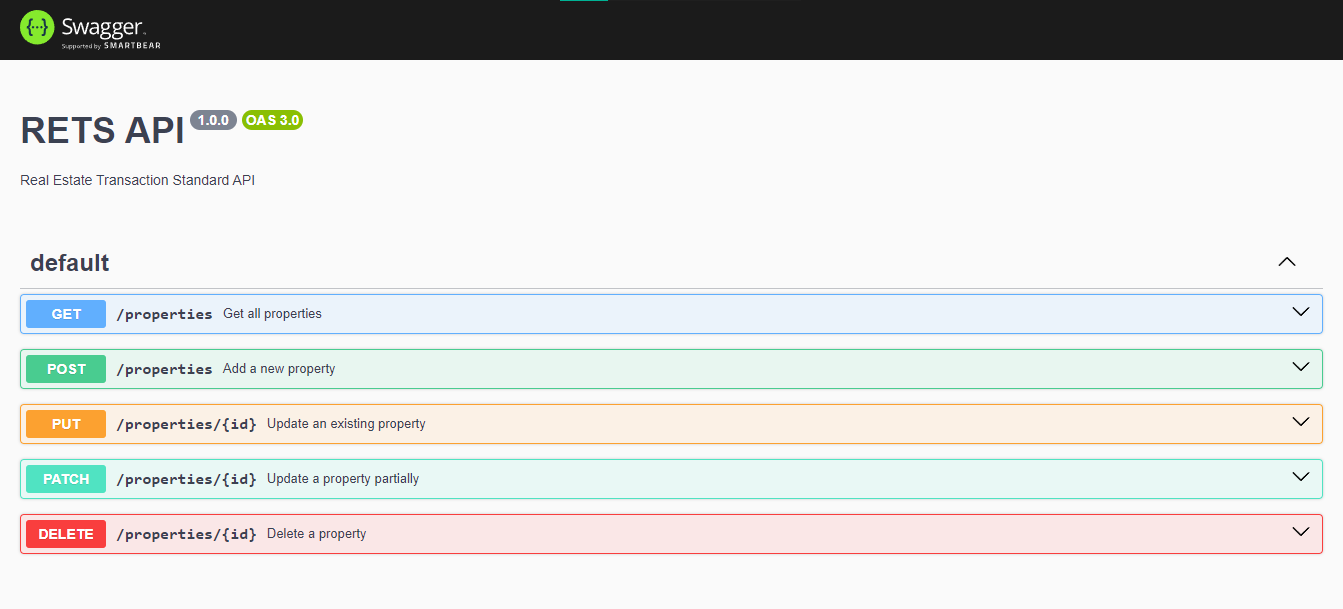 Swagger
Supported by SMARTBEAR
RETS API 1.0.0 OAS 3.0
Real Estate Transaction Standard API
default
GET /properties Get all properties
POST /properties Add a new property
PUT /properties/{id} Update an existing property
PATCH /properties/{id} Update a property partially
DELETE /properties/{id} Delete a property